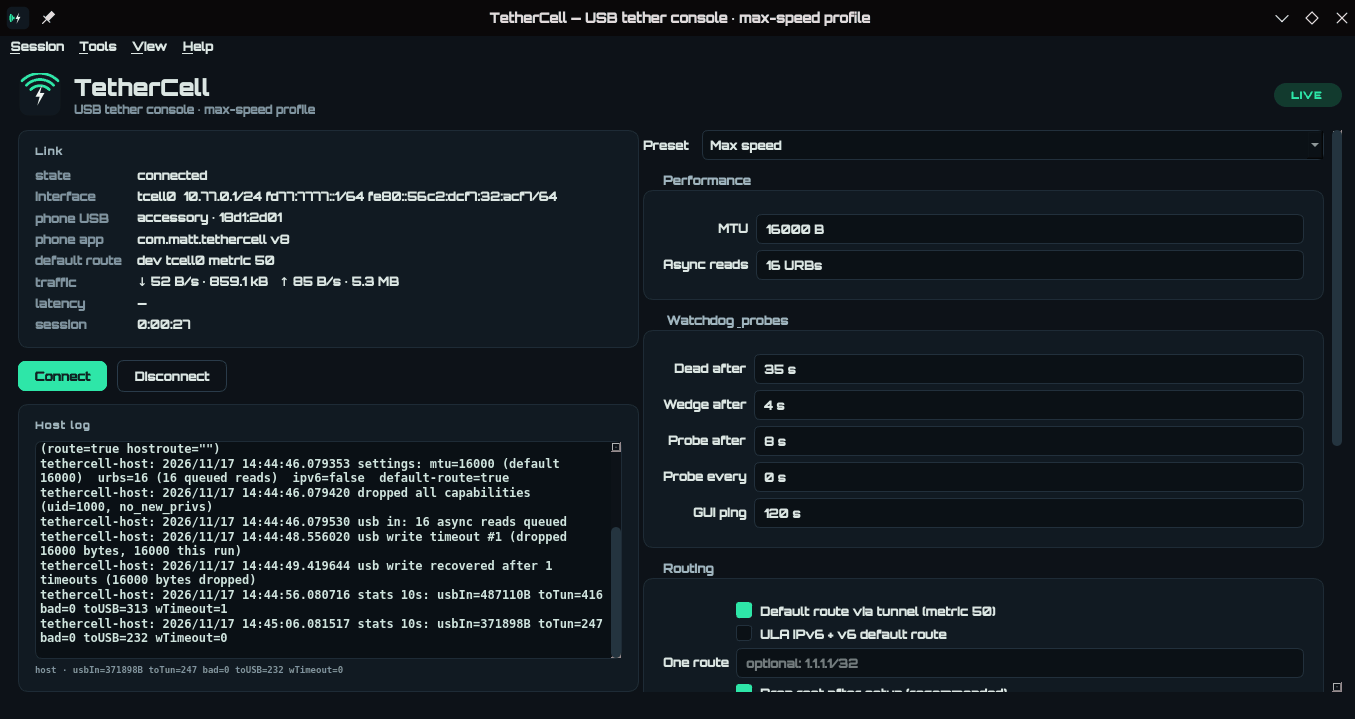 TetherCell – USB tether console · max-speed profile
Session Tools View Help
TetherCell
USB tether console · max-speed profile
LIVE
Link
state connected
Interface tcell0 10.77.0.1/24 fd77:7777::1/64 fe80::56c2:dcf7:32:acf7/64
phone USB accessory · 18d1:2d01
phone app com.matt.tethercell v8
default route dev tcell0 metric 50
traffic ↓ 52 B/s · 859.1 kB ↑ 85 B/s · 5.3 MB
latency —
session 0:00:27
Connect Disconnect
Host log
(route=true hostroute="")
tethercell-host: 2026/11/17 14:44:46.079353 settings: mtu=16000 (default
16000) urbs=16 (16 queued reads) ipv6=false default-route=true
tethercell-host: 2026/11/17 14:44:46.079420 dropped all capabilities
(uid=1000, no_new_privs)
tethercell-host: 2026/11/17 14:44:46.079530 usb in: 16 async reads queued
tethercell-host: 2026/11/17 14:44:48.556020 usb write timeout #1 (dropped
16000 bytes, 16000 this run)
tethercell-host: 2026/11/17 14:44:49.419644 usb write recovered after 1
timeouts (16000 bytes dropped)
tethercell-host: 2026/11/17 14:44:56.080716 stats 10s: usbIn=487110B toTun=416
bad=0 toUSB=313 wTimeout=1
tethercell-host: 2026/11/17 14:45:06.081517 stats 10s: usbIn=371898B toTun=247
bad=0 toUSB=232 wTimeout=0
host · usbIn=371898B toTun=247 bad=0 toUSB=232 wTimeout=0
Preset Max speed
Performance
MTU 16000 B
Async reads 16 URBs
Watchdog _probes
Dead after 35 s
Wedge after 4 s
Probe after 8 s
Probe every 0 s
GUI ping 120 s
Routing
Default route via tunnel (metric 50)
ULA IPv6 + v6 default route
One route optional: 1.1.1.1/32
Drop root after setup (recommended)